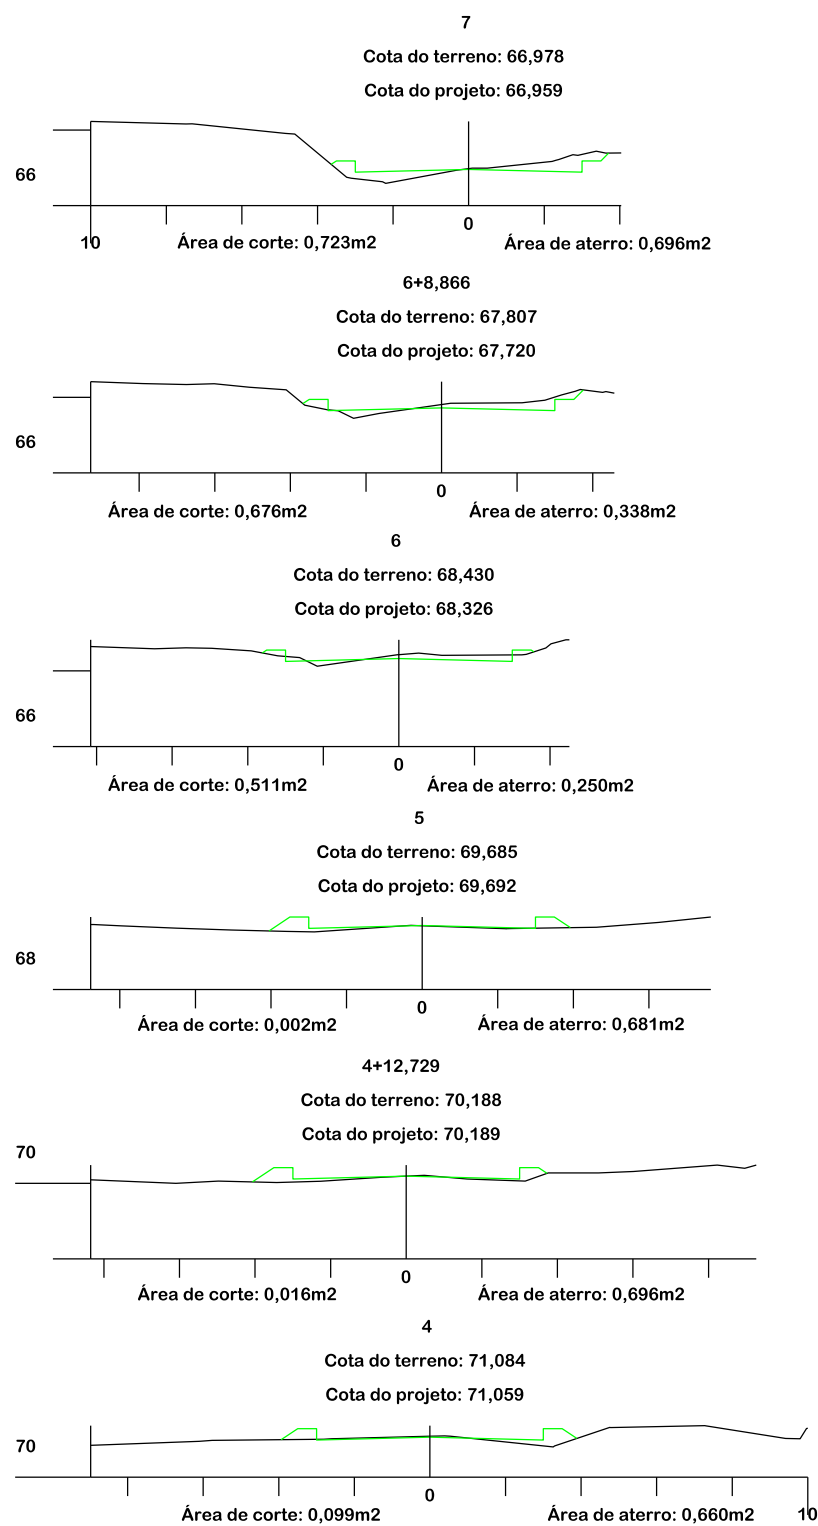 7
Cota do terreno: 66,978
Cota do projeto: 66,959
66
0
10 Área de corte: 0,723m2 Área de aterro: 0,696m2
6+8,866
Cota do terreno: 67,807
Cota do projeto: 67,720
66
0
Área de corte: 0,676m2 Área de aterro: 0,338m2
6
Cota do terreno: 68,430
Cota do projeto: 68,326
66
0
Área de corte: 0,511m2 Área de aterro: 0,250m2
5
Cota do terreno: 69,685
Cota do projeto: 69,692
68
0
Área de corte: 0,002m2 Área de aterro: 0,681m2
4+12,729
Cota do terreno: 70,188
Cota do projeto: 70,189
70
0
Área de corte: 0,016m2 Área de aterro: 0,696m2
4
Cota do terreno: 71,084
Cota do projeto: 71,059
70
0
Área de corte: 0,099m2 Área de aterro: 0,660m2 10